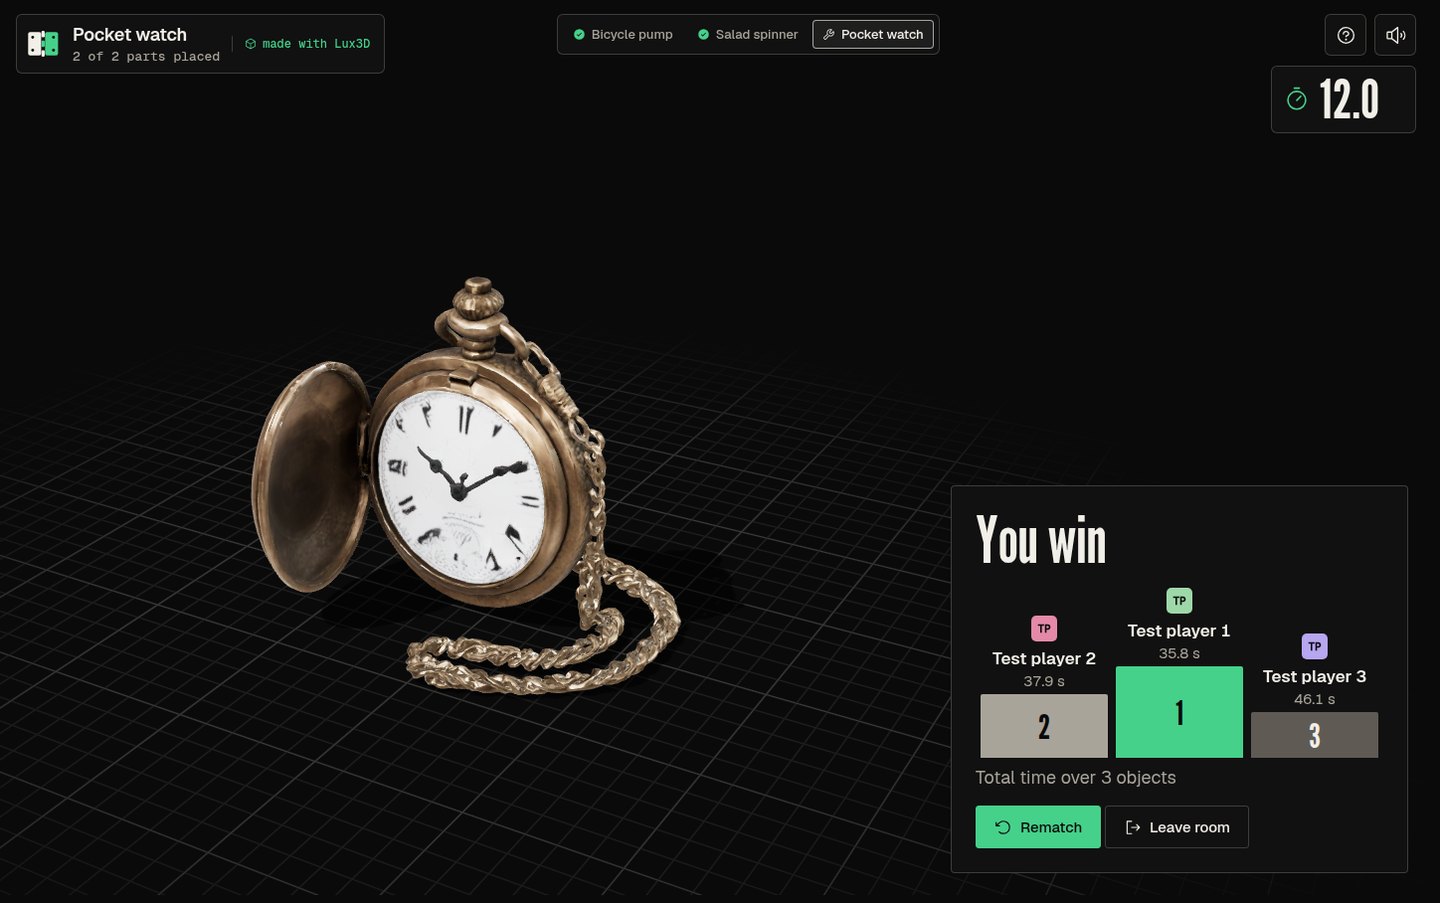 Pocket watch
2 of 2 parts placed
made with Lux3D
Bicycle pump
Salad spinner
Pocket watch
12.0
You win
TP
Test player 1
35.8 s
1
TP
Test player 2
37.9 s
2
TP
Test player 3
46.1 s
3
Total time over 3 objects
Rematch
Leave room